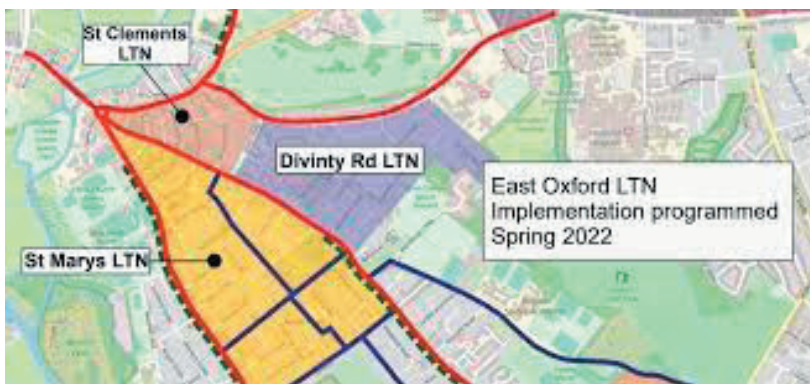 St Clements
LTN
Divinty Rd LTN
East Oxford LTN
Implementation programmed
Spring 2022
St Marys LTN